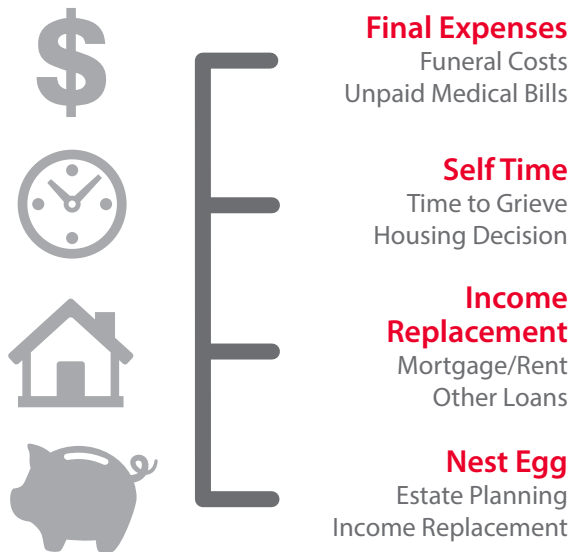 $
Final Expenses
Funeral Costs
Unpaid Medical Bills
Self Time
Time to Grieve
Housing Decision
Income
Replacement
Mortgage/Rent
Other Loans
Nest Egg
Estate Planning
Income Replacement